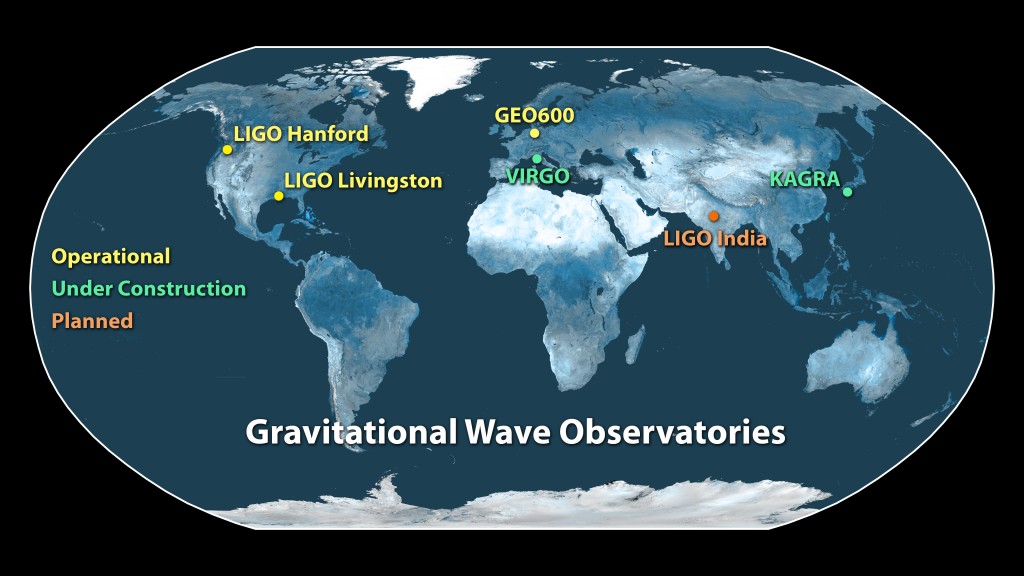 GEO600
LIGO Hanford
VIRGO
KAGRA
LIGO Livingston
LIGO India
Operational
Under Construction
Planned
Gravitational Wave Observatories